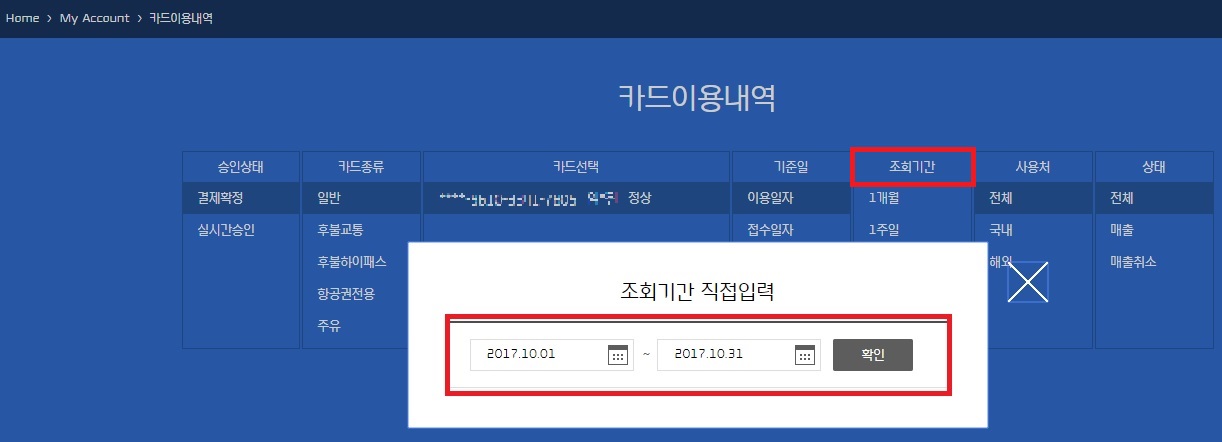 Home > My Account > 카드이용내역
카드이용내역
승인상태 카드종류 카드선택 기준일 조회기간 사용처 상태
결제확정 일반 정상 이용일자 1개월 전체 전체
실시간승인 후불교통 접수일자 1주일 국내 매출
후불하이패스 해외 매출취소
항공권전용
주유
조회기간 직접입력
2017.10.01 ~ 2017.10.31 확인